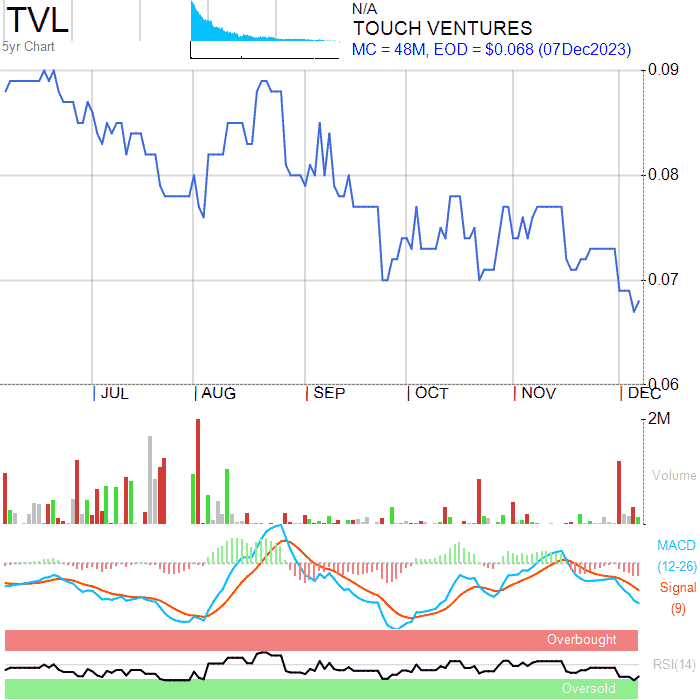 TVL
5yr Chart
N/A
TOUCH VENTURES
MC = 48M, EOD = $0.068 (07Dec2023)
0.09
0.08
0.07
0.06
JUL
AUG
SEP
OCT
NOV
DEC
2M
Volume
MACD
(12-26)
Signal
(9)
Overbought
RSI(14)
Oversold